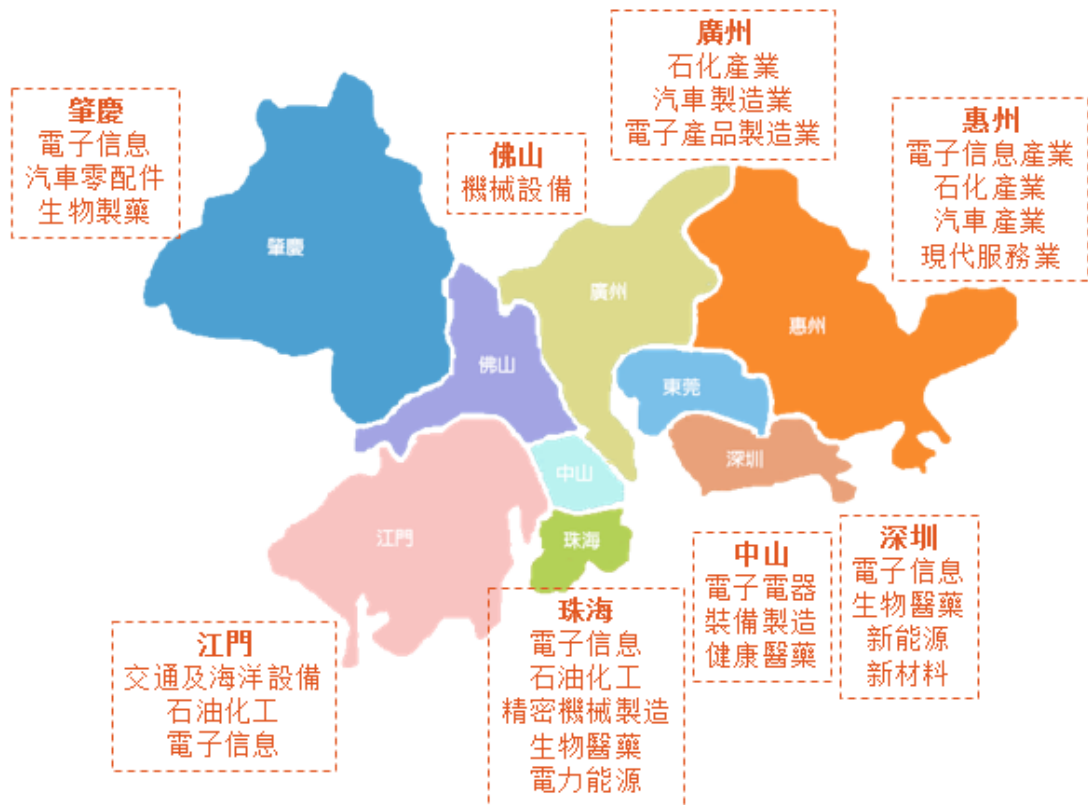 廣州
石化產業
汽車製造業
電子產品製造業
肇慶
電子信息
汽車零配件
生物製藥
佛山
機械設備
惠州
電子信息產業
石化產業
汽車產業
現代服務業
肇慶
廣州
惠州
佛山
東莞
深圳
中山
江門
珠海
江門
交通及海洋設備
石油化工
電子信息
珠海
電子信息
石油化工
精密機械製造
生物醫藥
電力能源
中山
電子電器
裝備製造
健康醫藥
深圳
電子信息
生物醫藥
新能源
新材料